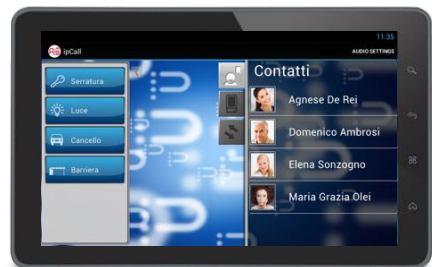 11:35
ipCall
AUDIO SETTINGS
Serratura
Luce
Cancello
Barriera
Contatti
Agnese De Rei
Domenico Ambrosi
Elena Sonzogno
Maria Grazia Olei